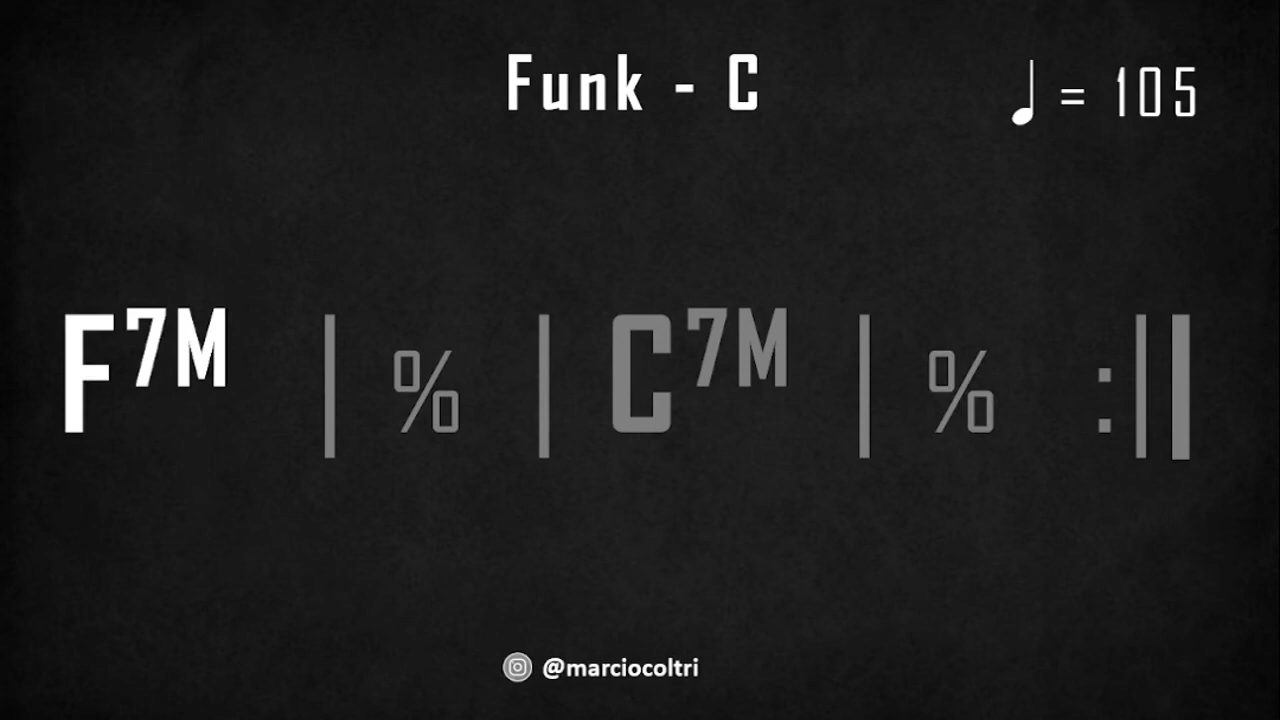 Funk - C
♩ = 105
F7M | % | C7M | % :||
@marciocoltri